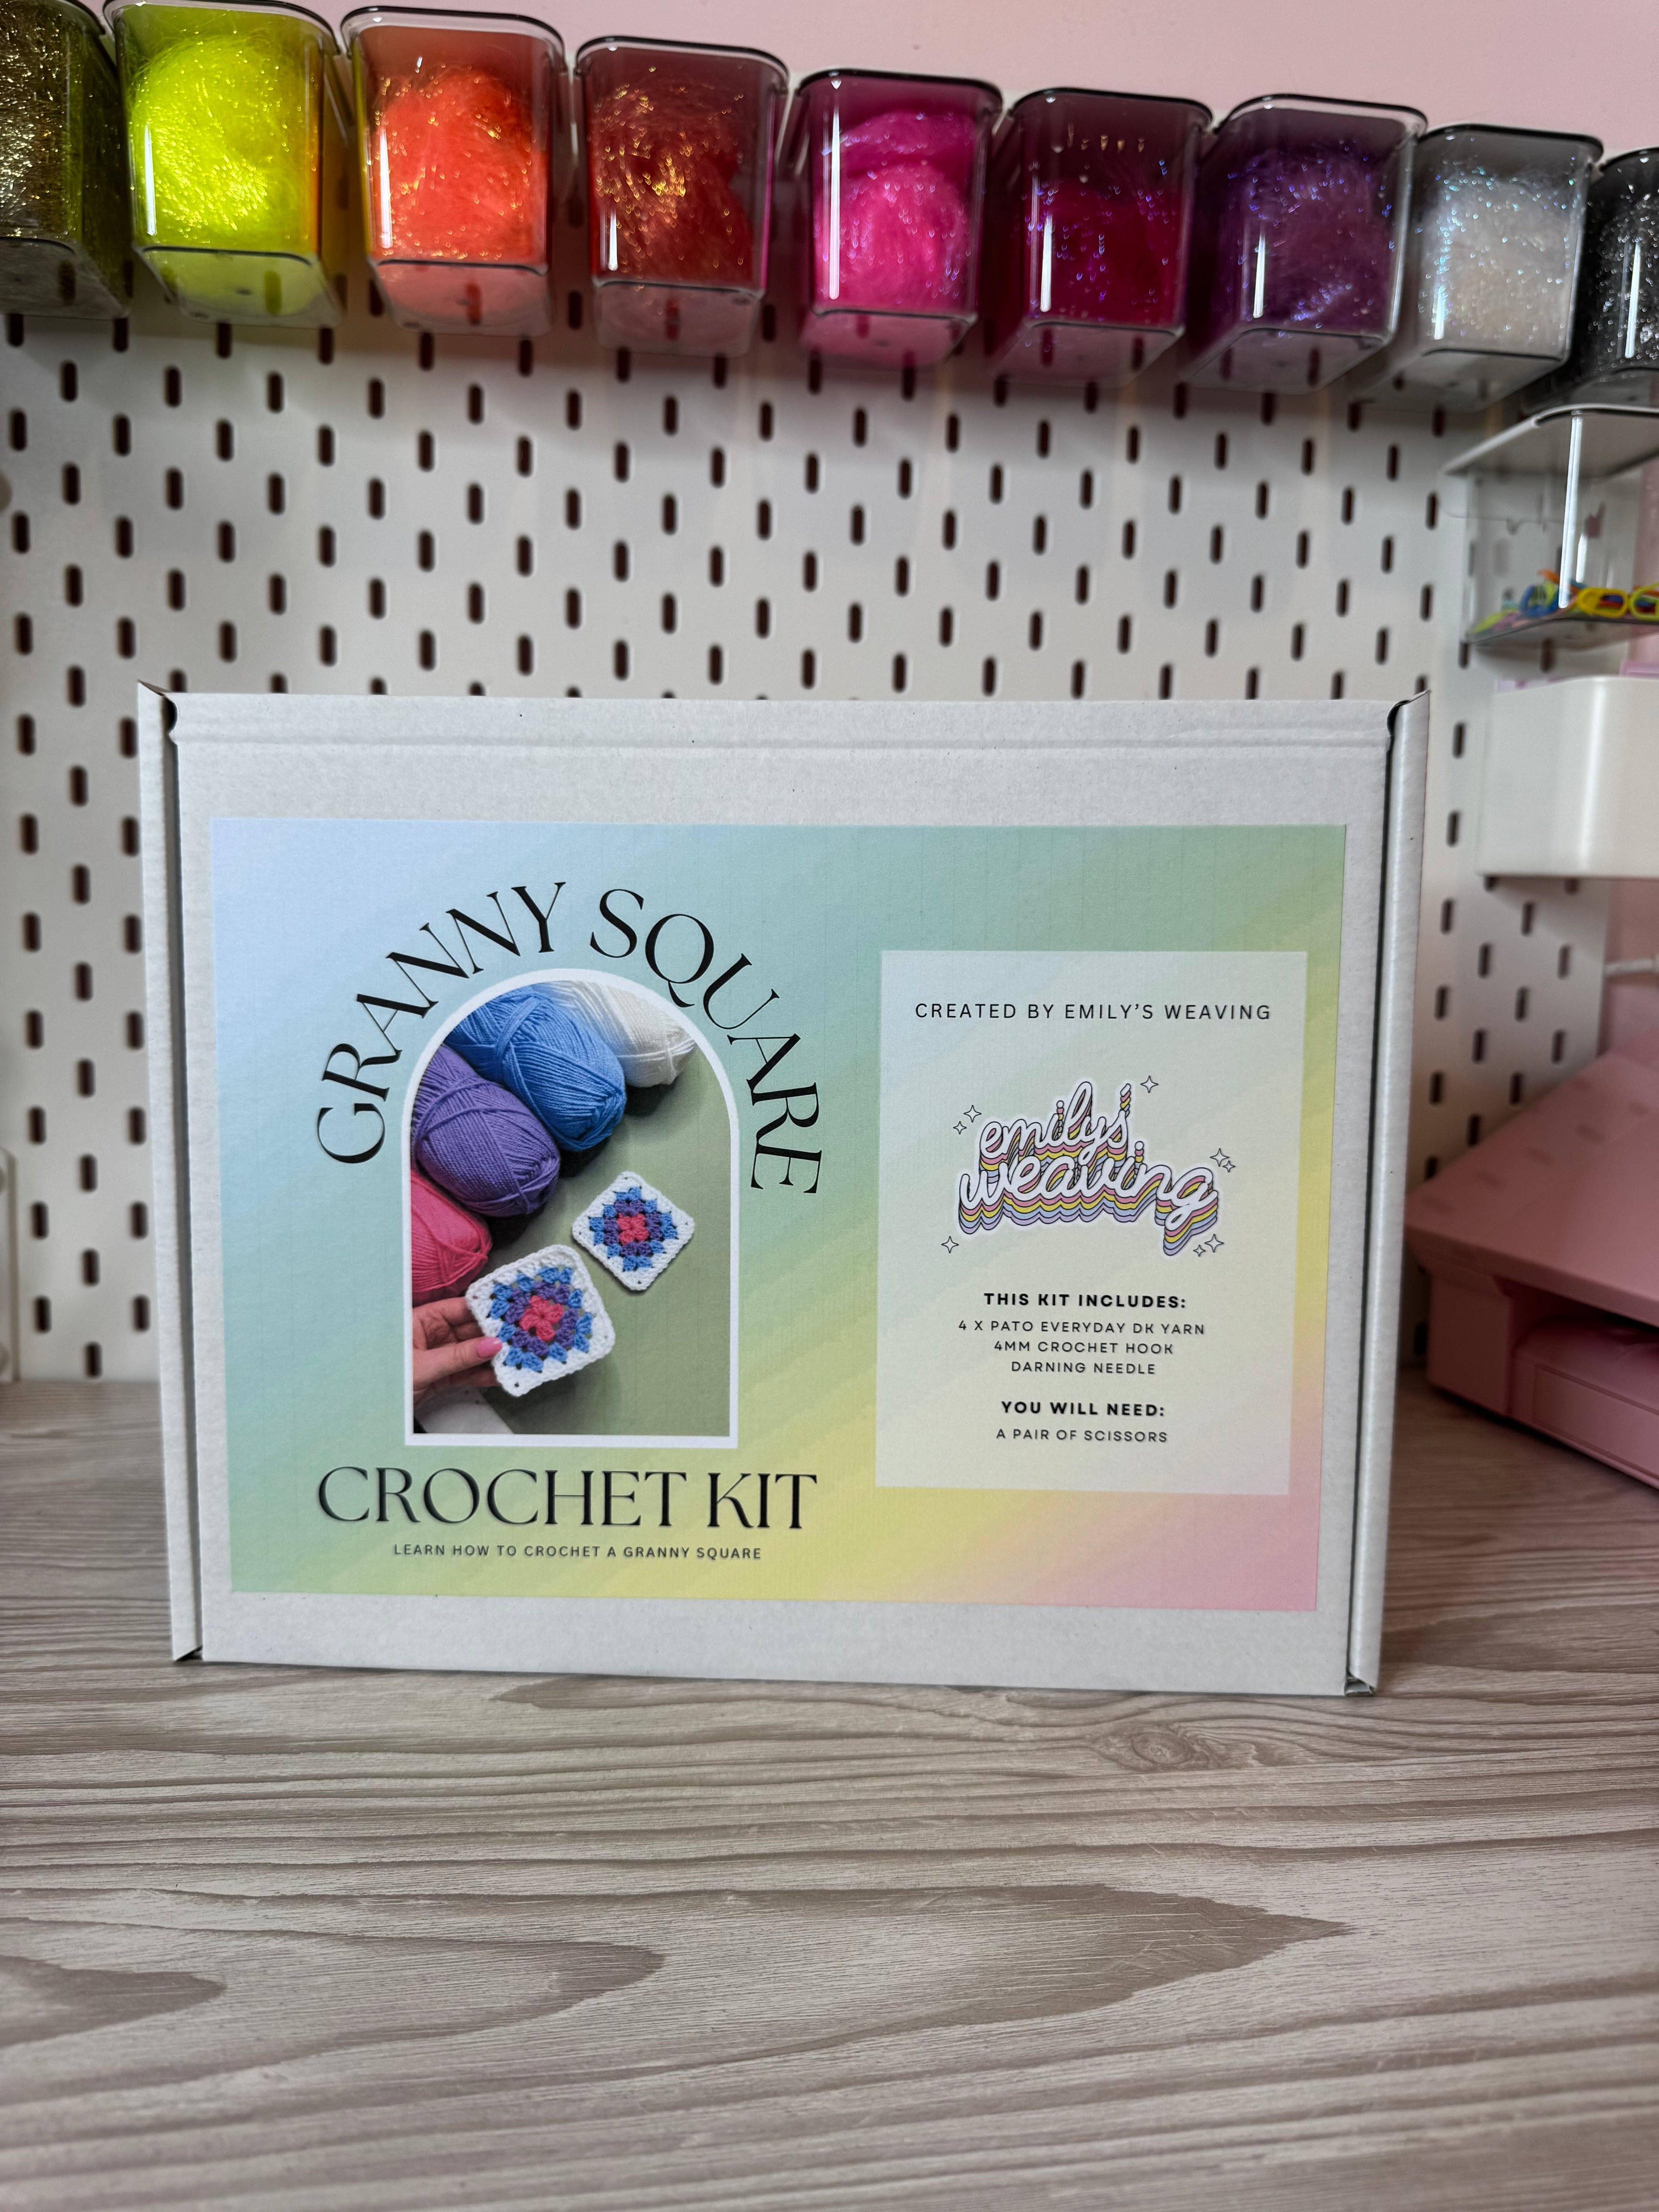 GRANNY SQUARE
CROCHET KIT
LEARN HOW TO CROCHET A GRANNY SQUARE
CREATED BY EMILY'S WEAVING
emily's
weaving
THIS KIT INCLUDES:
4 X PATO EVERYDAY DK YARN
4MM CROCHET HOOK
DARNING NEEDLE
YOU WILL NEED:
A PAIR OF SCISSORS